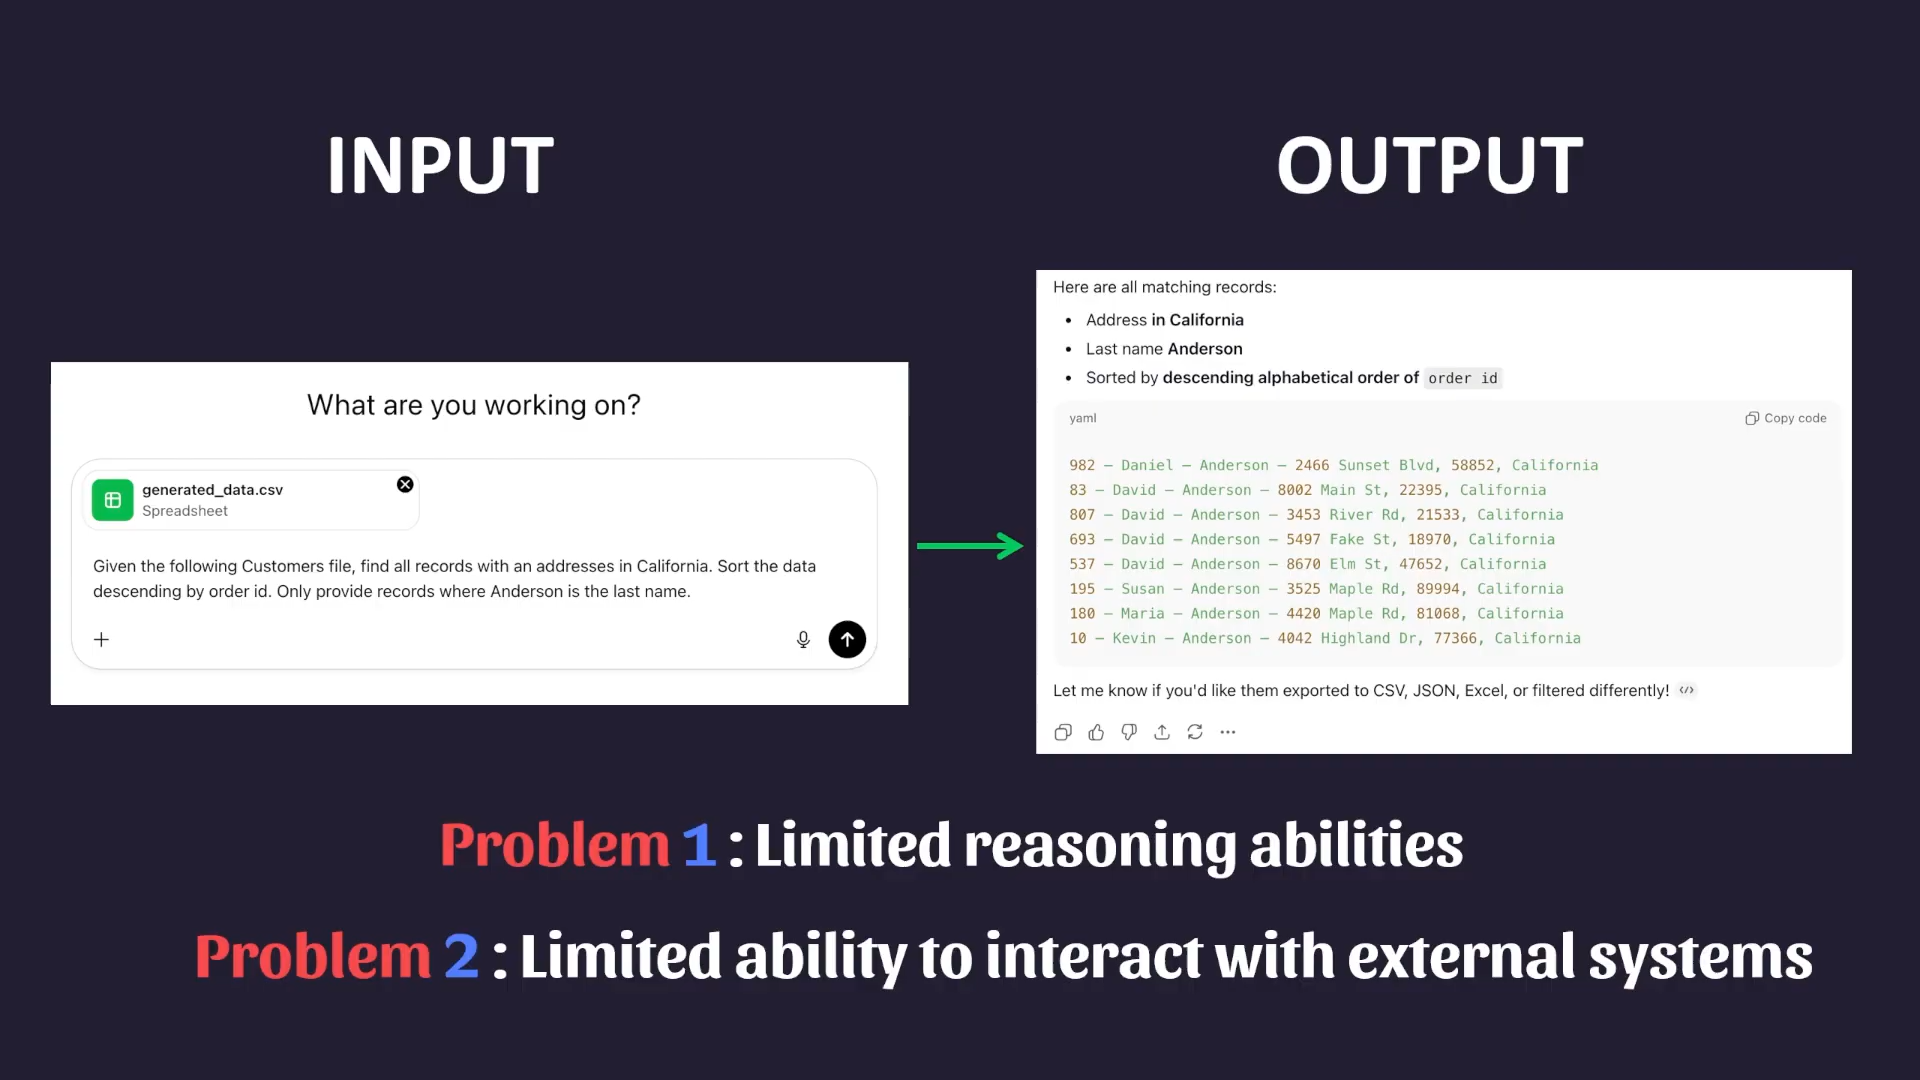 INPUT
OUTPUT
What are you working on?
generated_data.csv
Spreadsheet
Given the following Customers file, find all records with an addresses in California. Sort the data
descending by order id. Only provide records where Anderson is the last name.
Here are all matching records:
• Address in California
• Last name Anderson
• Sorted by descending alphabetical order of order id
yaml
Copy code
982 – Daniel – Anderson – 2466 Sunset Blvd, 58852, California
83 – David – Anderson – 8002 Main St, 22395, California
807 – David – Anderson – 3453 River Rd, 21533, California
693 – David – Anderson – 5497 Fake St, 18970, California
537 – David – Anderson – 8670 Elm St, 47652, California
195 – Susan – Anderson – 3525 Maple Rd, 89994, California
180 – Maria – Anderson – 4420 Maple Rd, 81068, California
10 – Kevin – Anderson – 4042 Highland Dr, 77366, California
Let me know if you'd like them exported to CSV, JSON, Excel, or filtered differently!
Problem 1 : Limited reasoning abilities
Problem 2 : Limited ability to interact with external systems